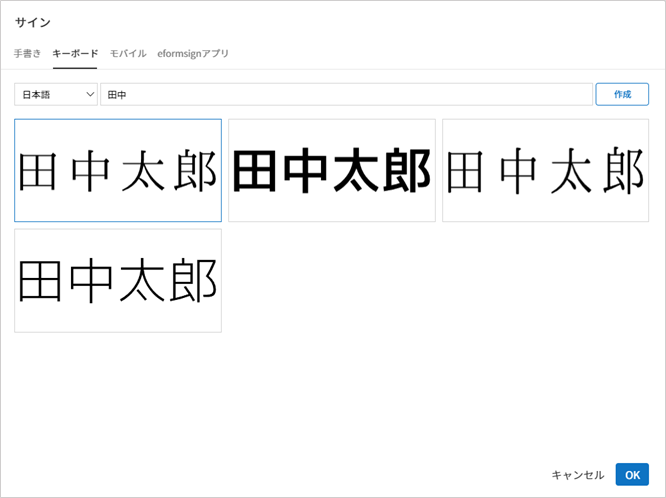 サイン
手書き キーボード モバイル eformsignアプリ
日本語 田中 作成
田中太郎 田中太郎 田中太郎
田中太郎
キャンセル OK